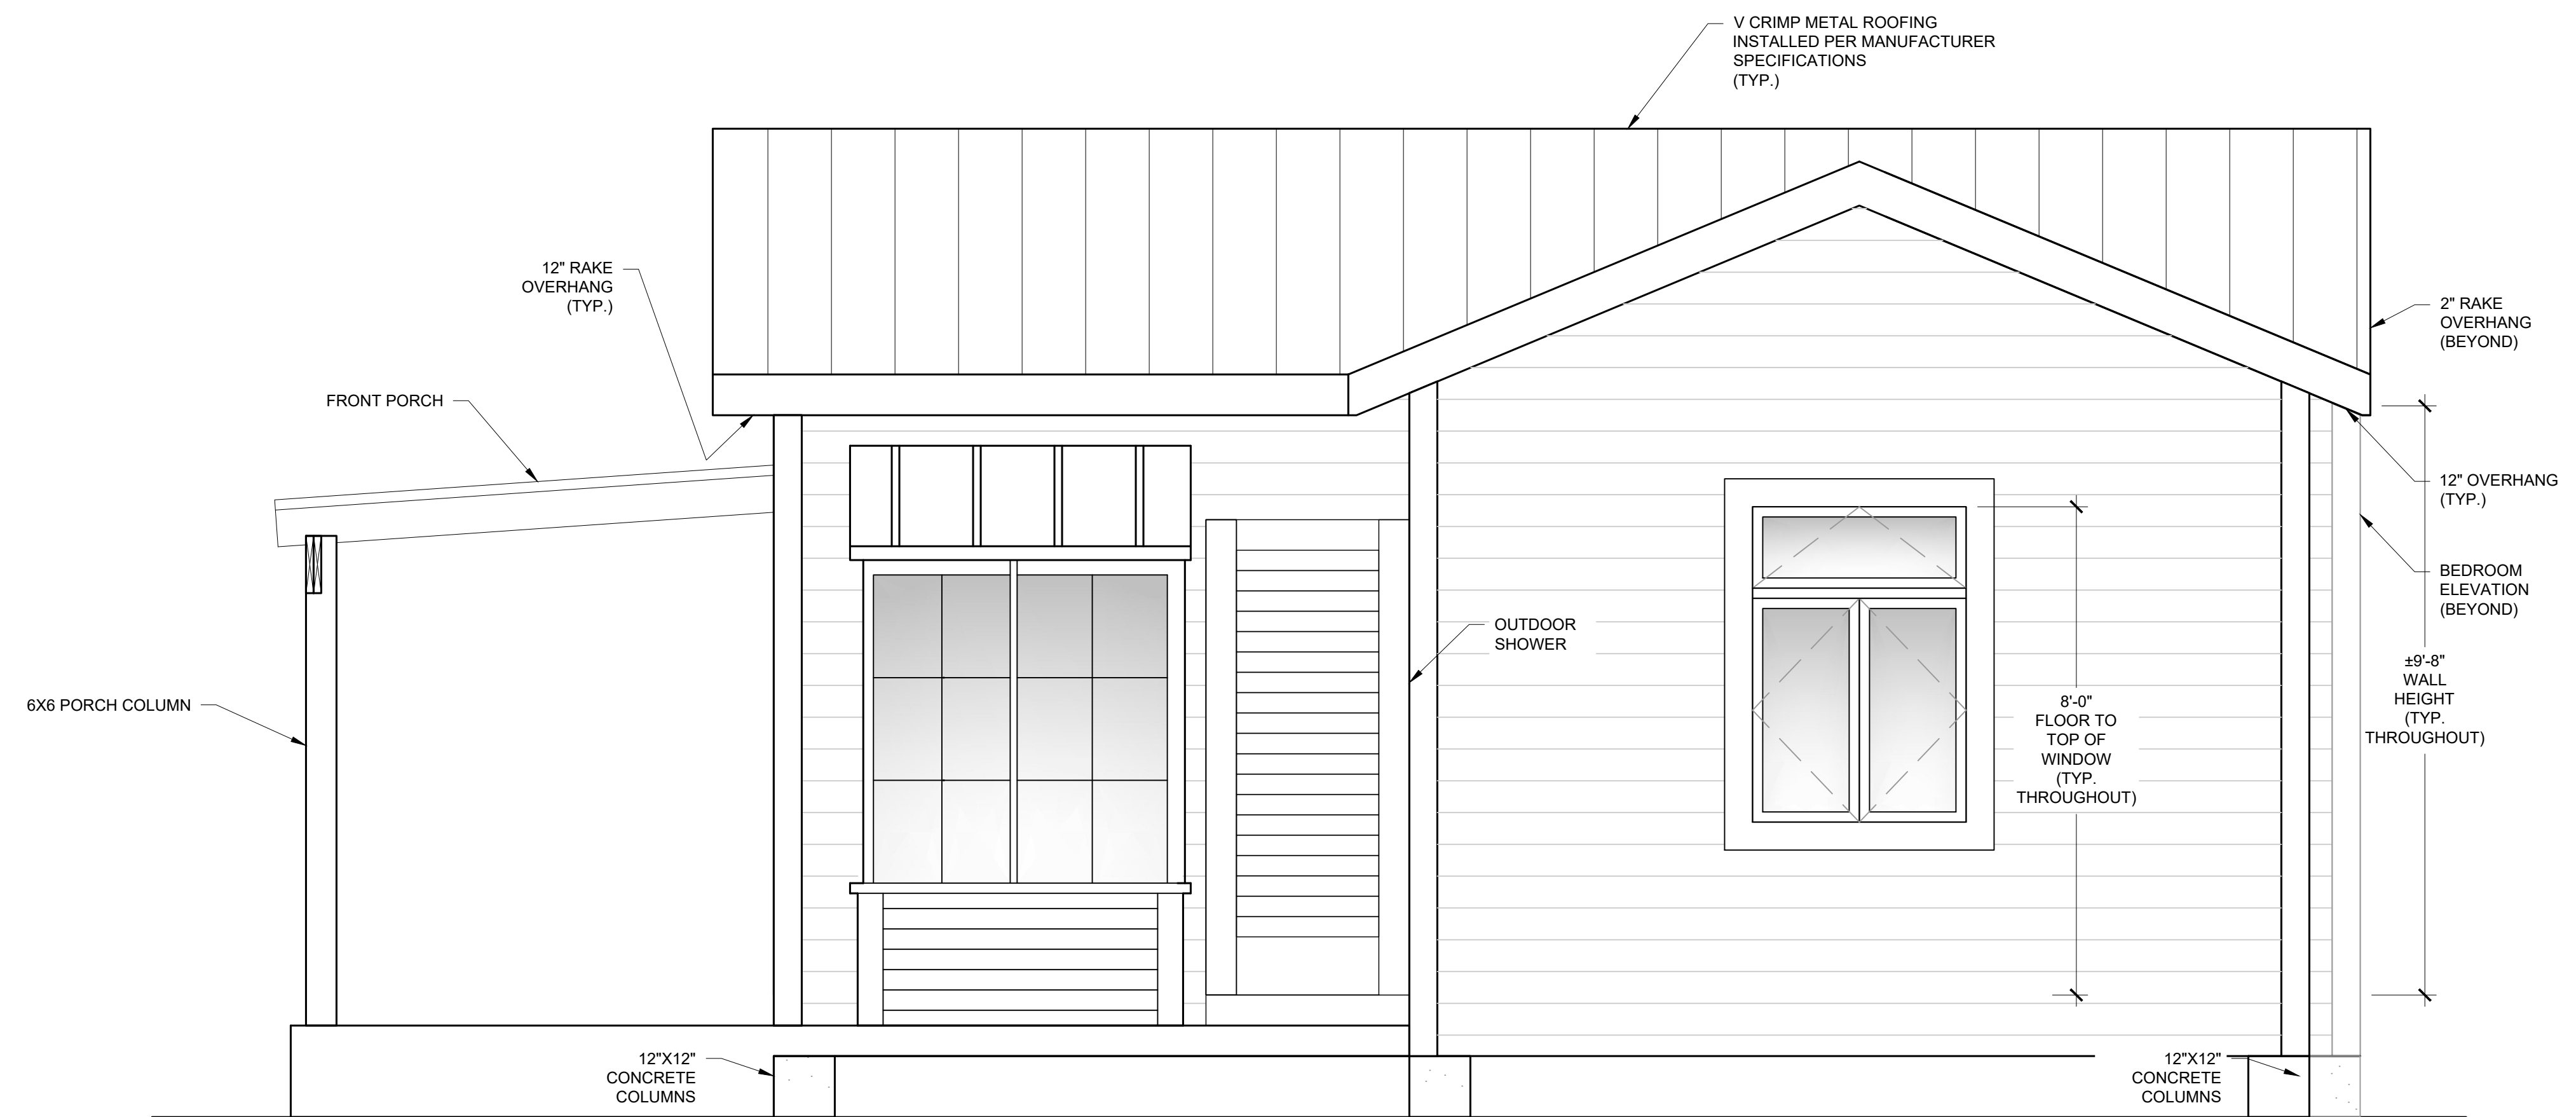 V CRIMP METAL ROOFING
INSTALLED PER MANUFACTURER
SPECIFICATIONS
(TYP.)
12" RAKE
OVERHANG
(TYP.)
2" RAKE
OVERHANG
(BEYOND)
FRONT PORCH
12" OVERHANG
(TYP.)
BEDROOM
ELEVATION
(BEYOND)
OUTDOOR
SHOWER
±9'-8"
WALL
HEIGHT
(TYP.
THROUGHOUT)
6X6 PORCH COLUMN
8'-0"
FLOOR TO
TOP OF
WINDOW
(TYP.
THROUGHOUT)
12"X12"
CONCRETE
COLUMNS
12"X12"
CONCRETE
COLUMNS